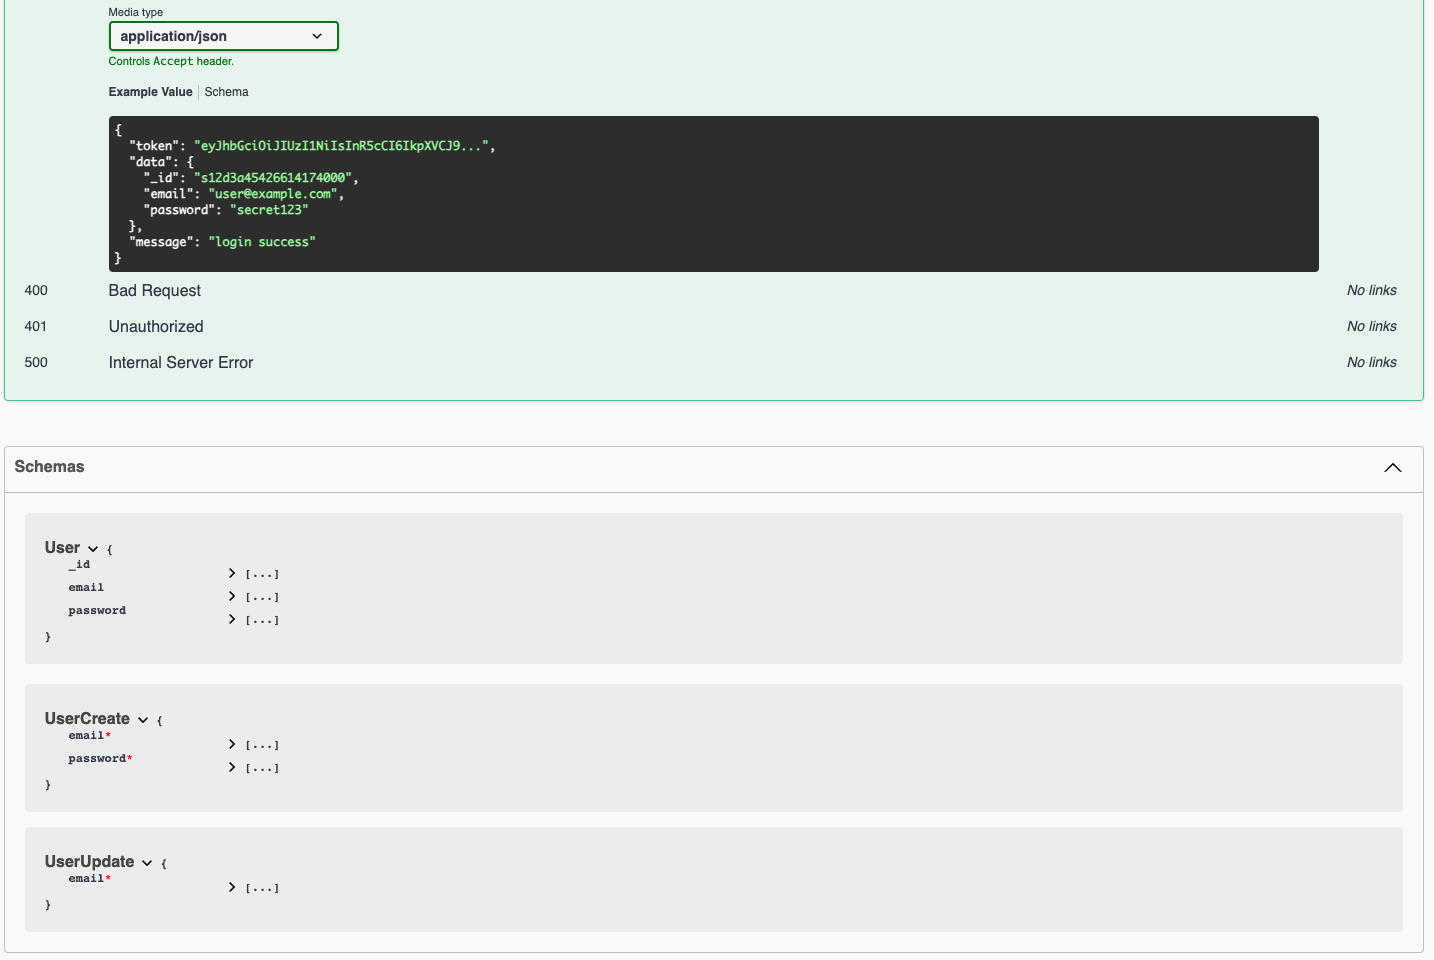 Media type
application/json
Controls Accept header.
Example Value Schema
{
"token": "eyJhbGciOiJIUzI1NiIsInR5cCI6IkpXVCJ9...",
"data": {
"_id": "s12d3a45426614174000",
"email": "user@example.com",
"password": "secret123"
},
"message": "login success"
}
400 Bad Request No links
401 Unauthorized No links
500 Internal Server Error No links
Schemas
User {
_id [...]
email [...]
password [...]
}
UserCreate {
email* [...]
password* [...]
}
UserUpdate {
email* [...]
}